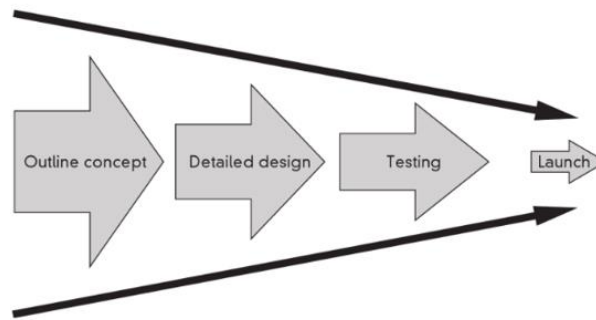 Outline concept
Detailed design
Testing
Launch